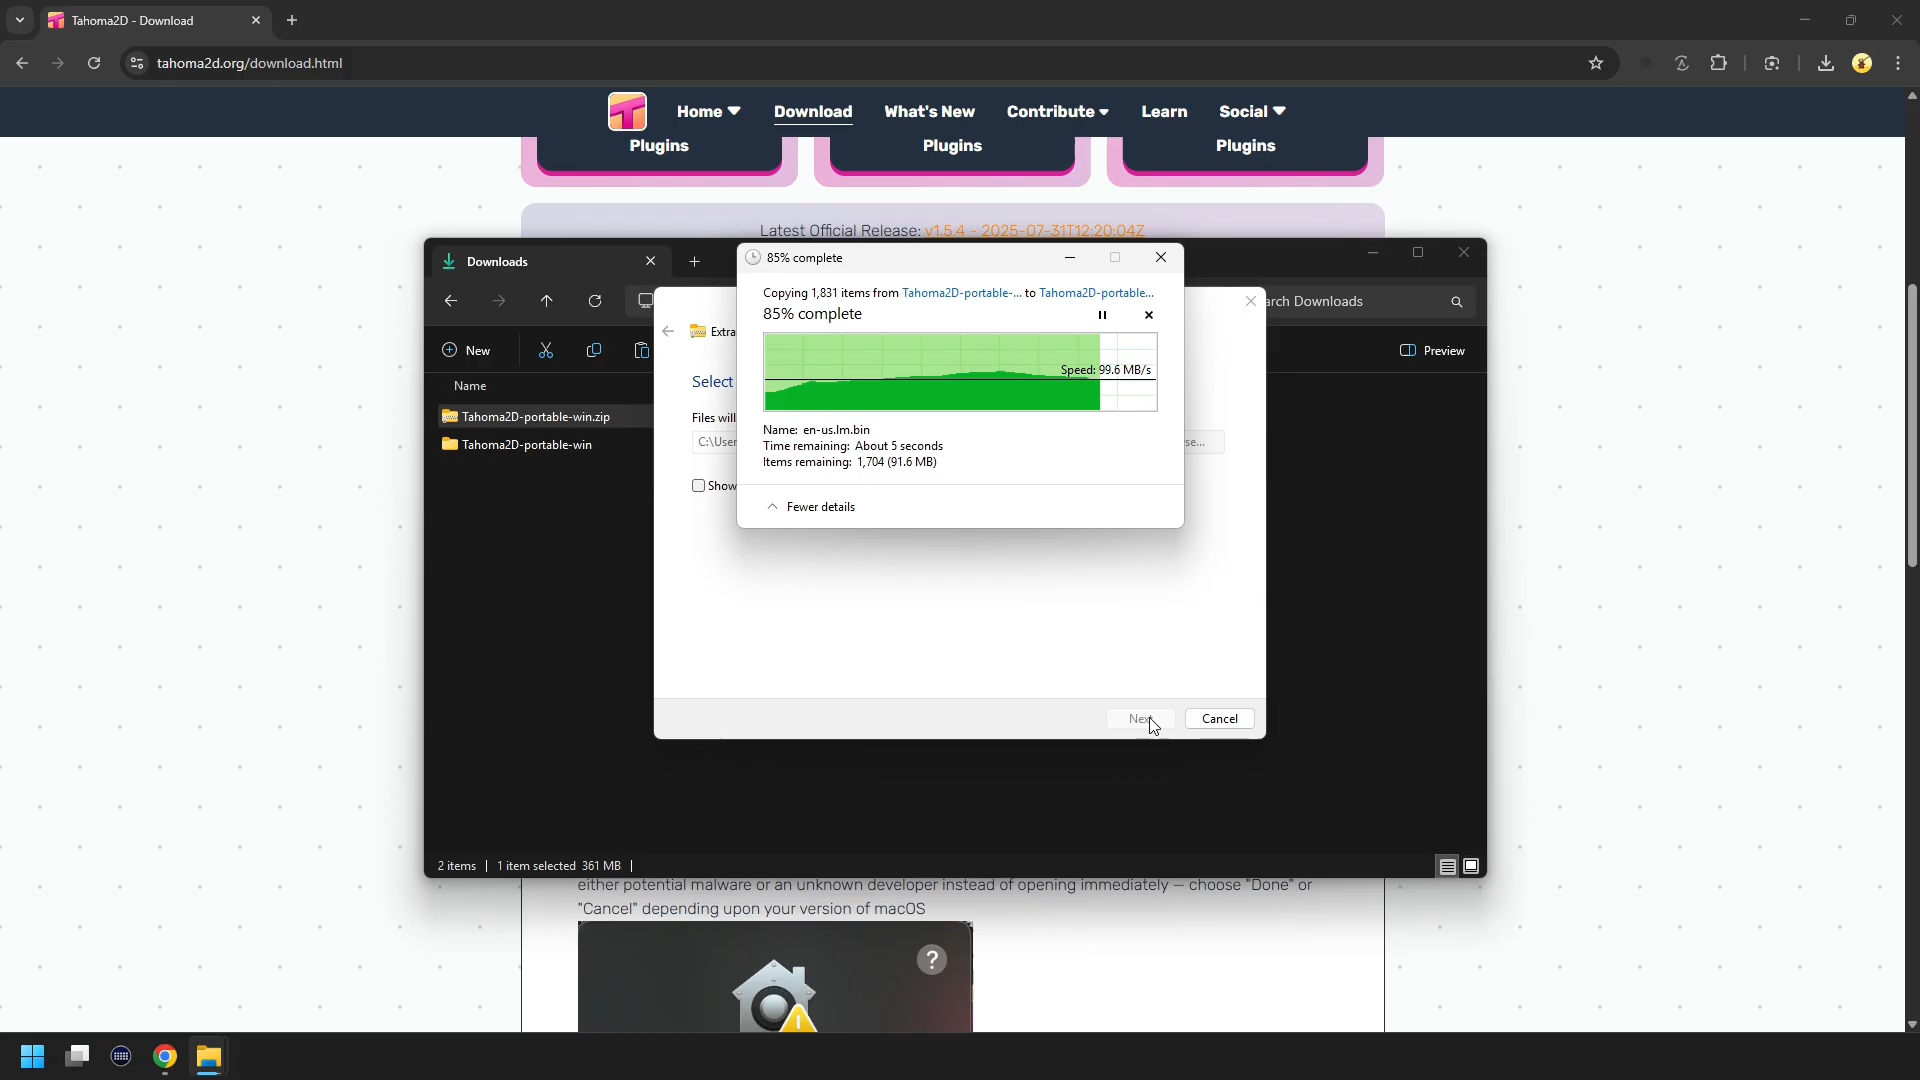 Tahoma2D - Download
tahoma2d.org/download.html
Home
Download
What's New
Contribute
Learn
Social
Plugins
Plugins
Plugins
Latest Official Release: v1.5.4 - 2025-07-31T12:20:04Z
Downloads
85% complete
Copying 1,831 items from Tahoma2D-portable-... to Tahoma2D-portable...
85% complete
Speed: 99.6 MB/s
Name: en-us.lm.bin
Time remaining: About 5 seconds
Items remaining: 1,704 (91.6 MB)
Fewer details
arch Downloads
Extra
New
Preview
Name
Select
Tahoma2D-portable-win.zip
Files will
Tahoma2D-portable-win
C:\User
se...
Show
Next
Cancel
2 items
1 item selected 361 MB
either potential malware or an unknown developer instead of opening immediately — choose "Done" or
"Cancel" depending upon your version of macOS
?